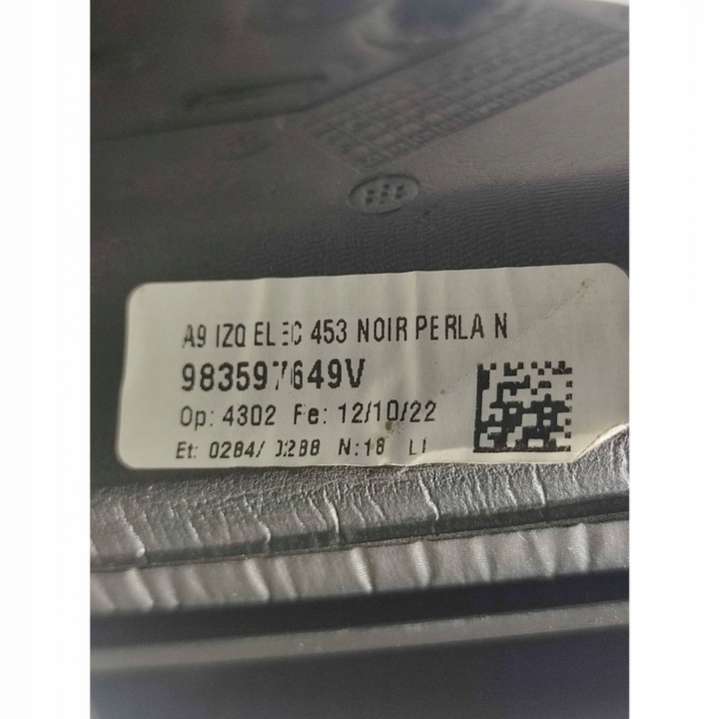 A9 IZQ ELEC 453 NOIR PERLA N
983597649V
Op: 4302 Fe: 12/10/22
Et: 0284/0288 N:18 LI